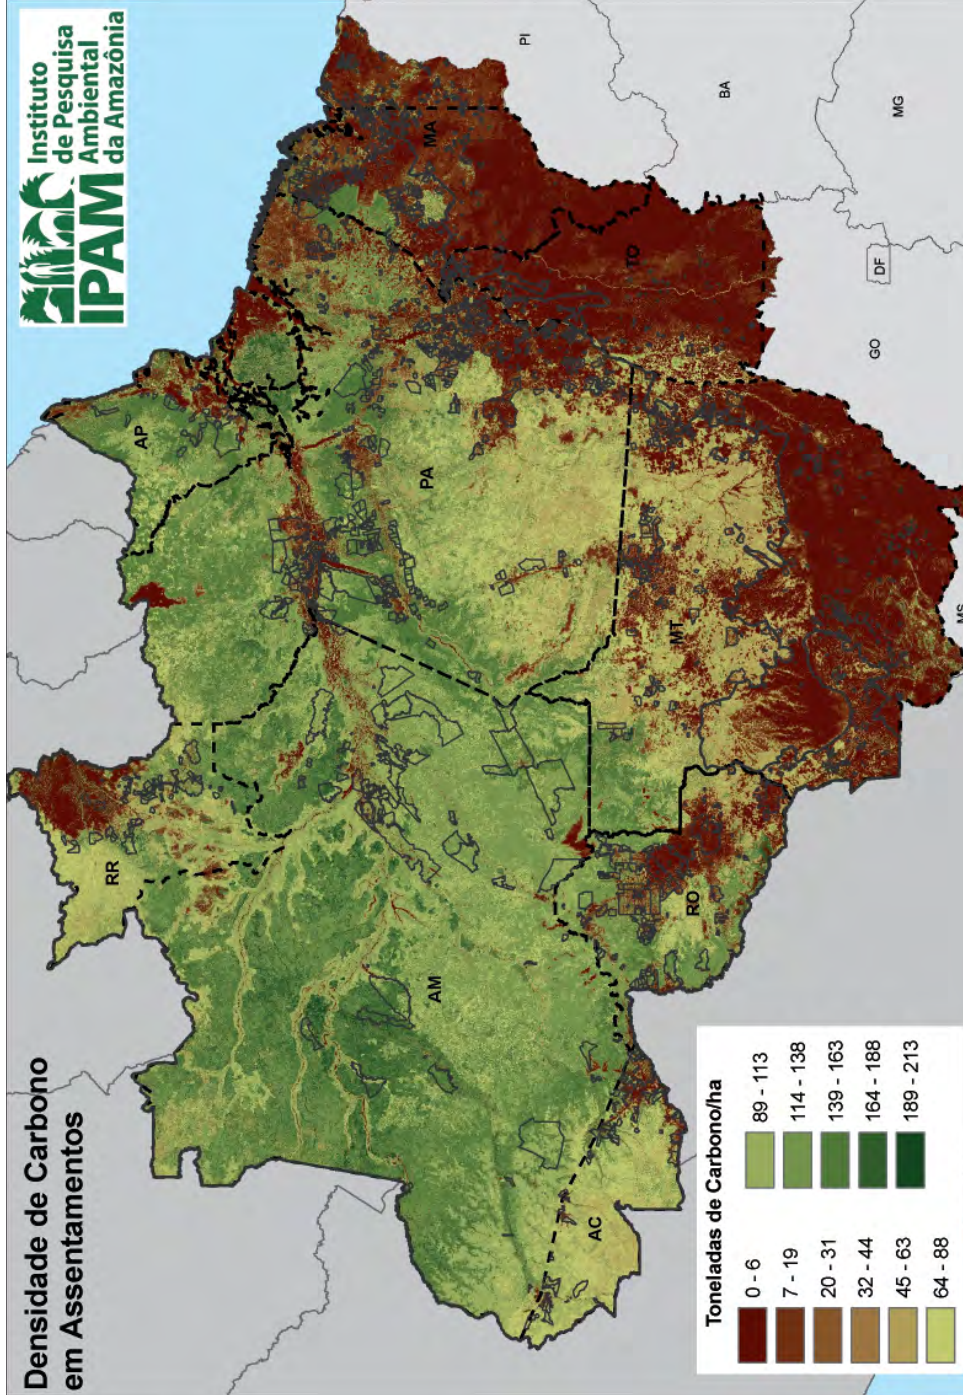 Densidade de Carbono
em Assentamentos
IPAM
Instituto
de Pesquisa
Ambiental
da Amazônia
RR
AP
AM
PA
MA
PI
AC
RO
MT
TO
BA
GO
DF
MG
MS
Toneladas de Carbono/ha
0 - 6
7 - 19
20 - 31
32 - 44
45 - 63
64 - 88
89 - 113
114 - 138
139 - 163
164 - 188
189 - 213